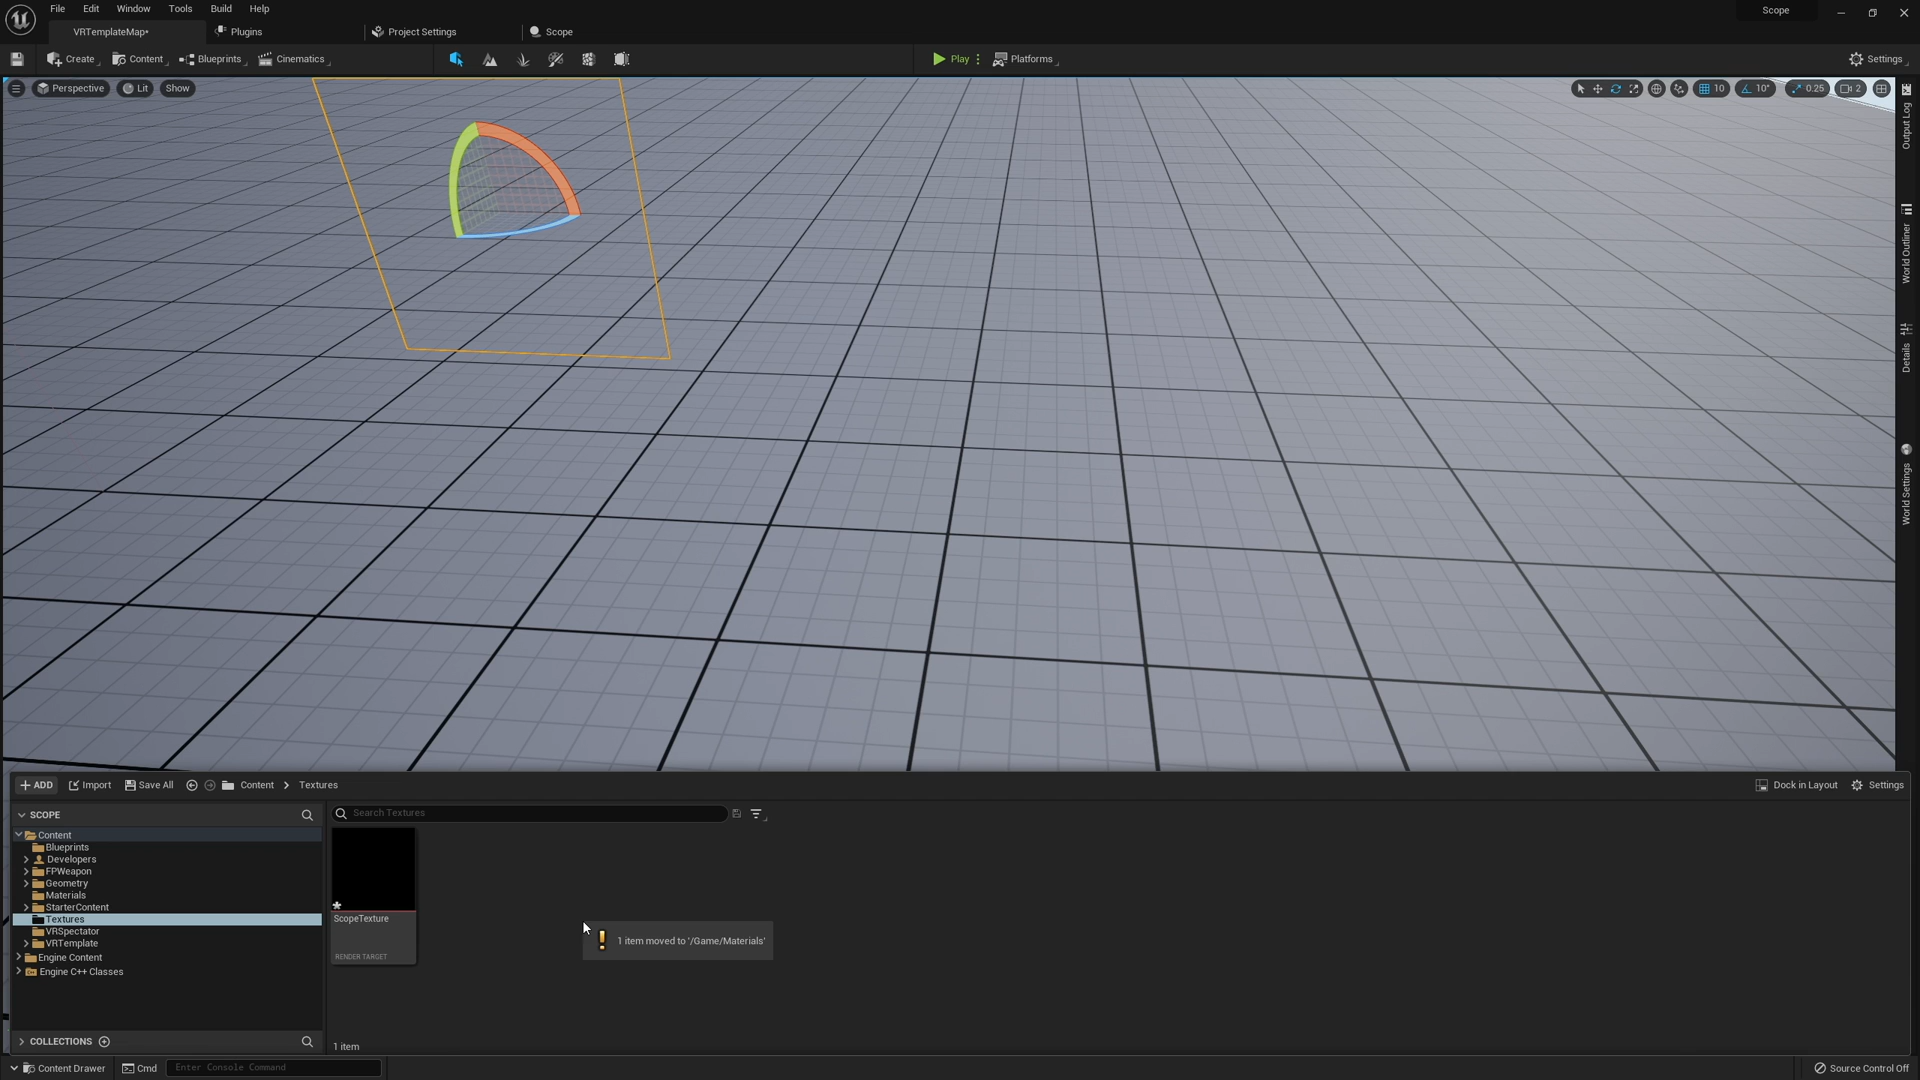 File Edit Window Tools Build Help
Scope
VRTemplateMap*
Plugins
Project Settings
Scope
Create
Content
Blueprints
Cinematics
Play
Platforms
Settings
Perspective
Lit
Show
10
10°
0.25
2
Output Log
World Outliner
Details
World Settings
ADD
Import
Save All
Content
Textures
Dock in Layout
Settings
SCOPE
Search Textures
Content
Blueprints
Developers
FPWeapon
Geometry
Materials
StarterContent
Textures
VRSpectator
VRTemplate
Engine Content
Engine C++ Classes
ScopeTexture
RENDER TARGET
1 item moved to '/Game/Materials'
COLLECTIONS
1 item
Content Drawer
Cmd
Enter Console Command
Source Control Off